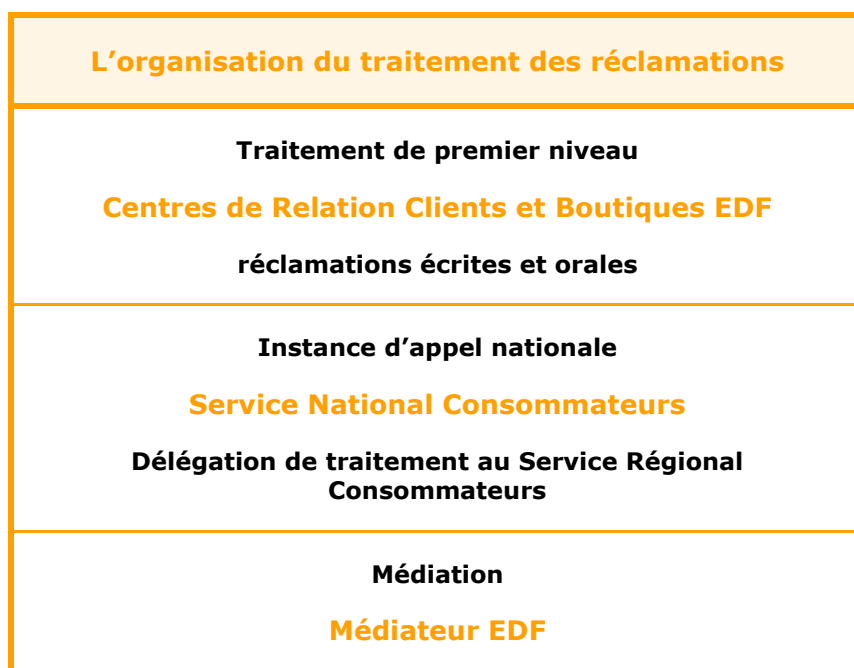 L’organisation du traitement des réclamations
Traitement de premier niveau
Centres de Relation Clients et Boutiques EDF
réclamations écrites et orales
Instance d’appel nationale
Service National Consommateurs
Délégation de traitement au Service Régional
Consommateurs
Médiation
Médiateur EDF